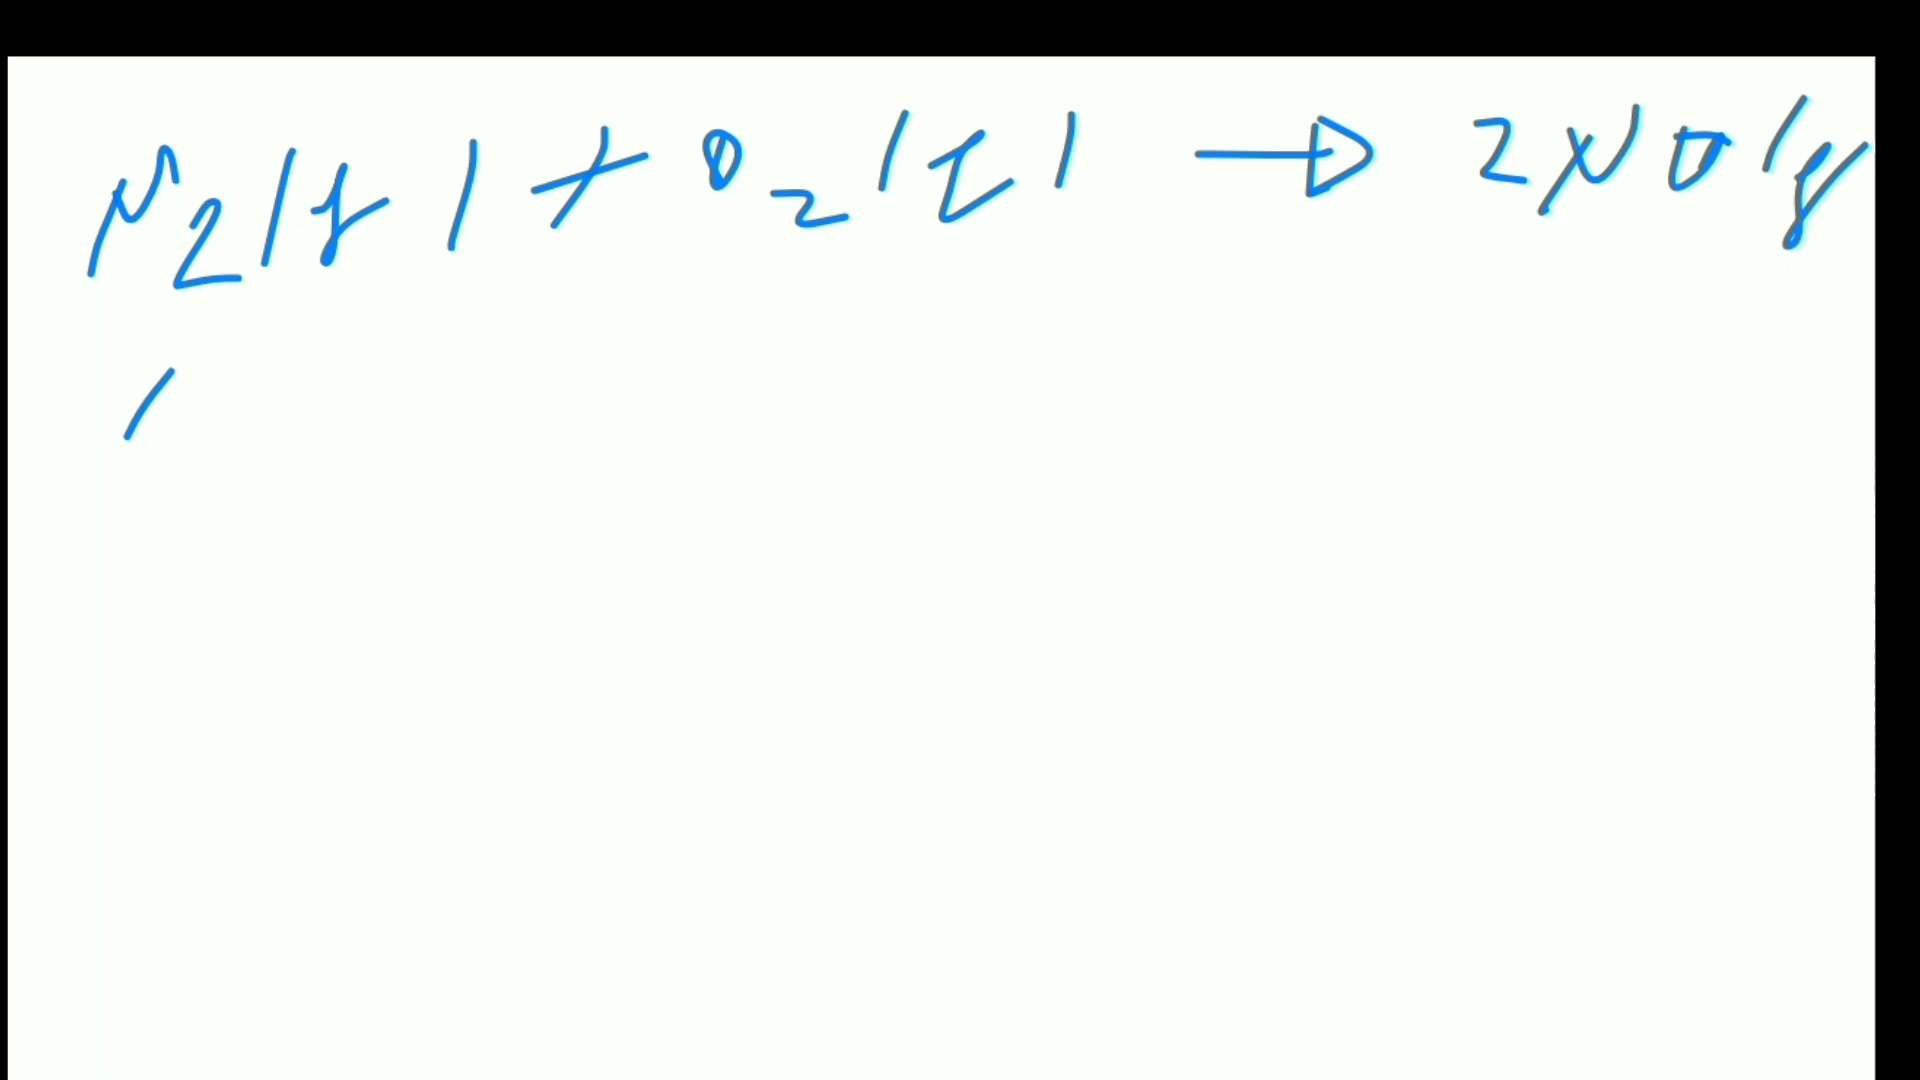 N₂(g) + O₂(g) → 2NO(g